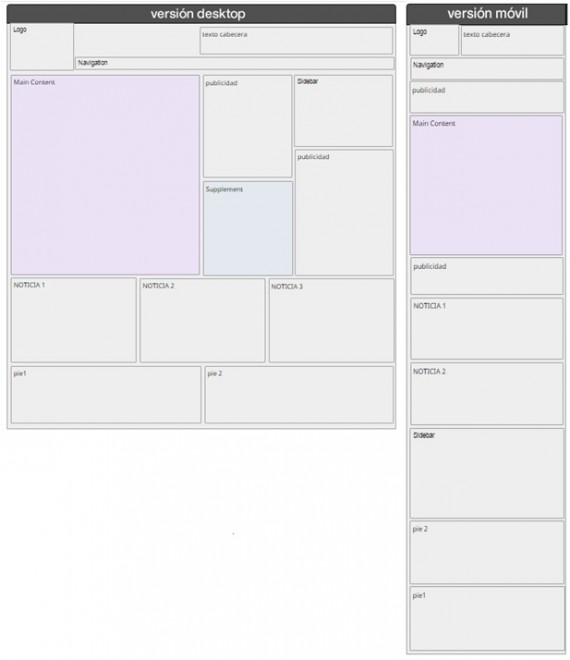 versión desktop
Logo
texto cabecera
Navigation
Main Content
publicidad
Sidebar
publicidad
Supplement
NOTICIA 1
NOTICIA 2
NOTICIA 3
pie1
pie 2
versión móvil
Logo
texto cabecera
Navigation
publicidad
Main Content
publicidad
NOTICIA 1
NOTICIA 2
Sidebar
pie 2
pie1